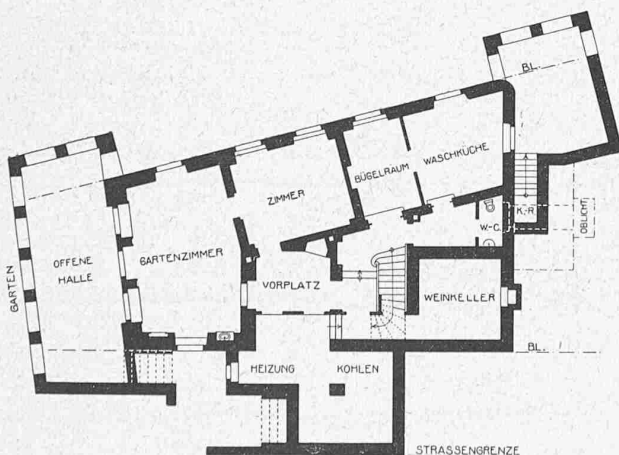 BL.
BÜGELRAUM
WASCHKÜCHE
ZIMMER
K.-R.
OBLICHT
W.-C.
GARTENZIMMER
OFFENE
HALLE
GARTEN
VORPLATZ
WEINKELLER
BL.
HEIZUNG
KOHLEN
STRASSENGRENZE